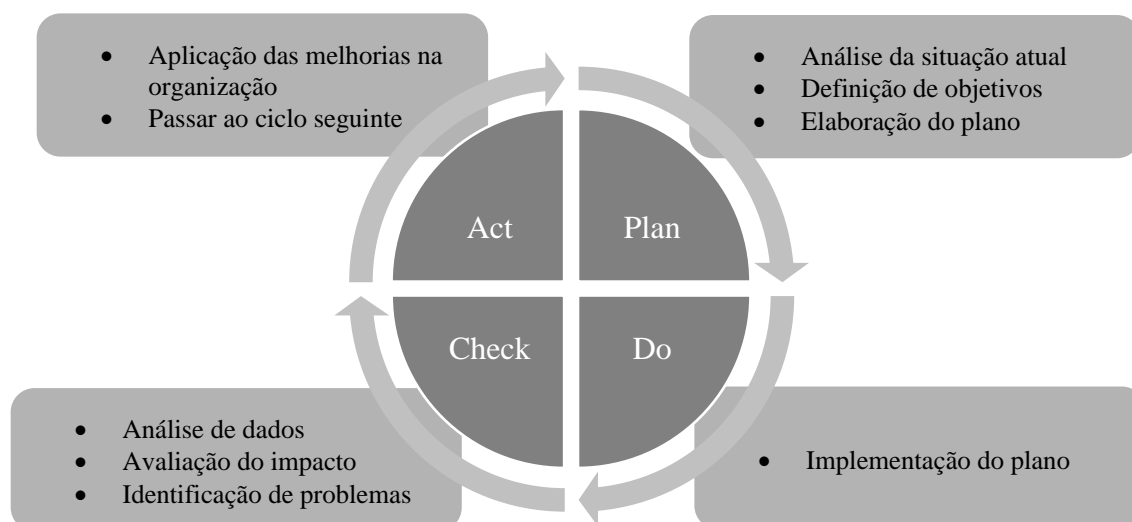 • Aplicação das melhorias na
organização
• Passar ao ciclo seguinte
• Análise da situação atual
• Definição de objetivos
• Elaboração do plano
Act
Plan
Check
Do
• Análise de dados
• Avaliação do impacto
• Identificação de problemas
• Implementação do plano